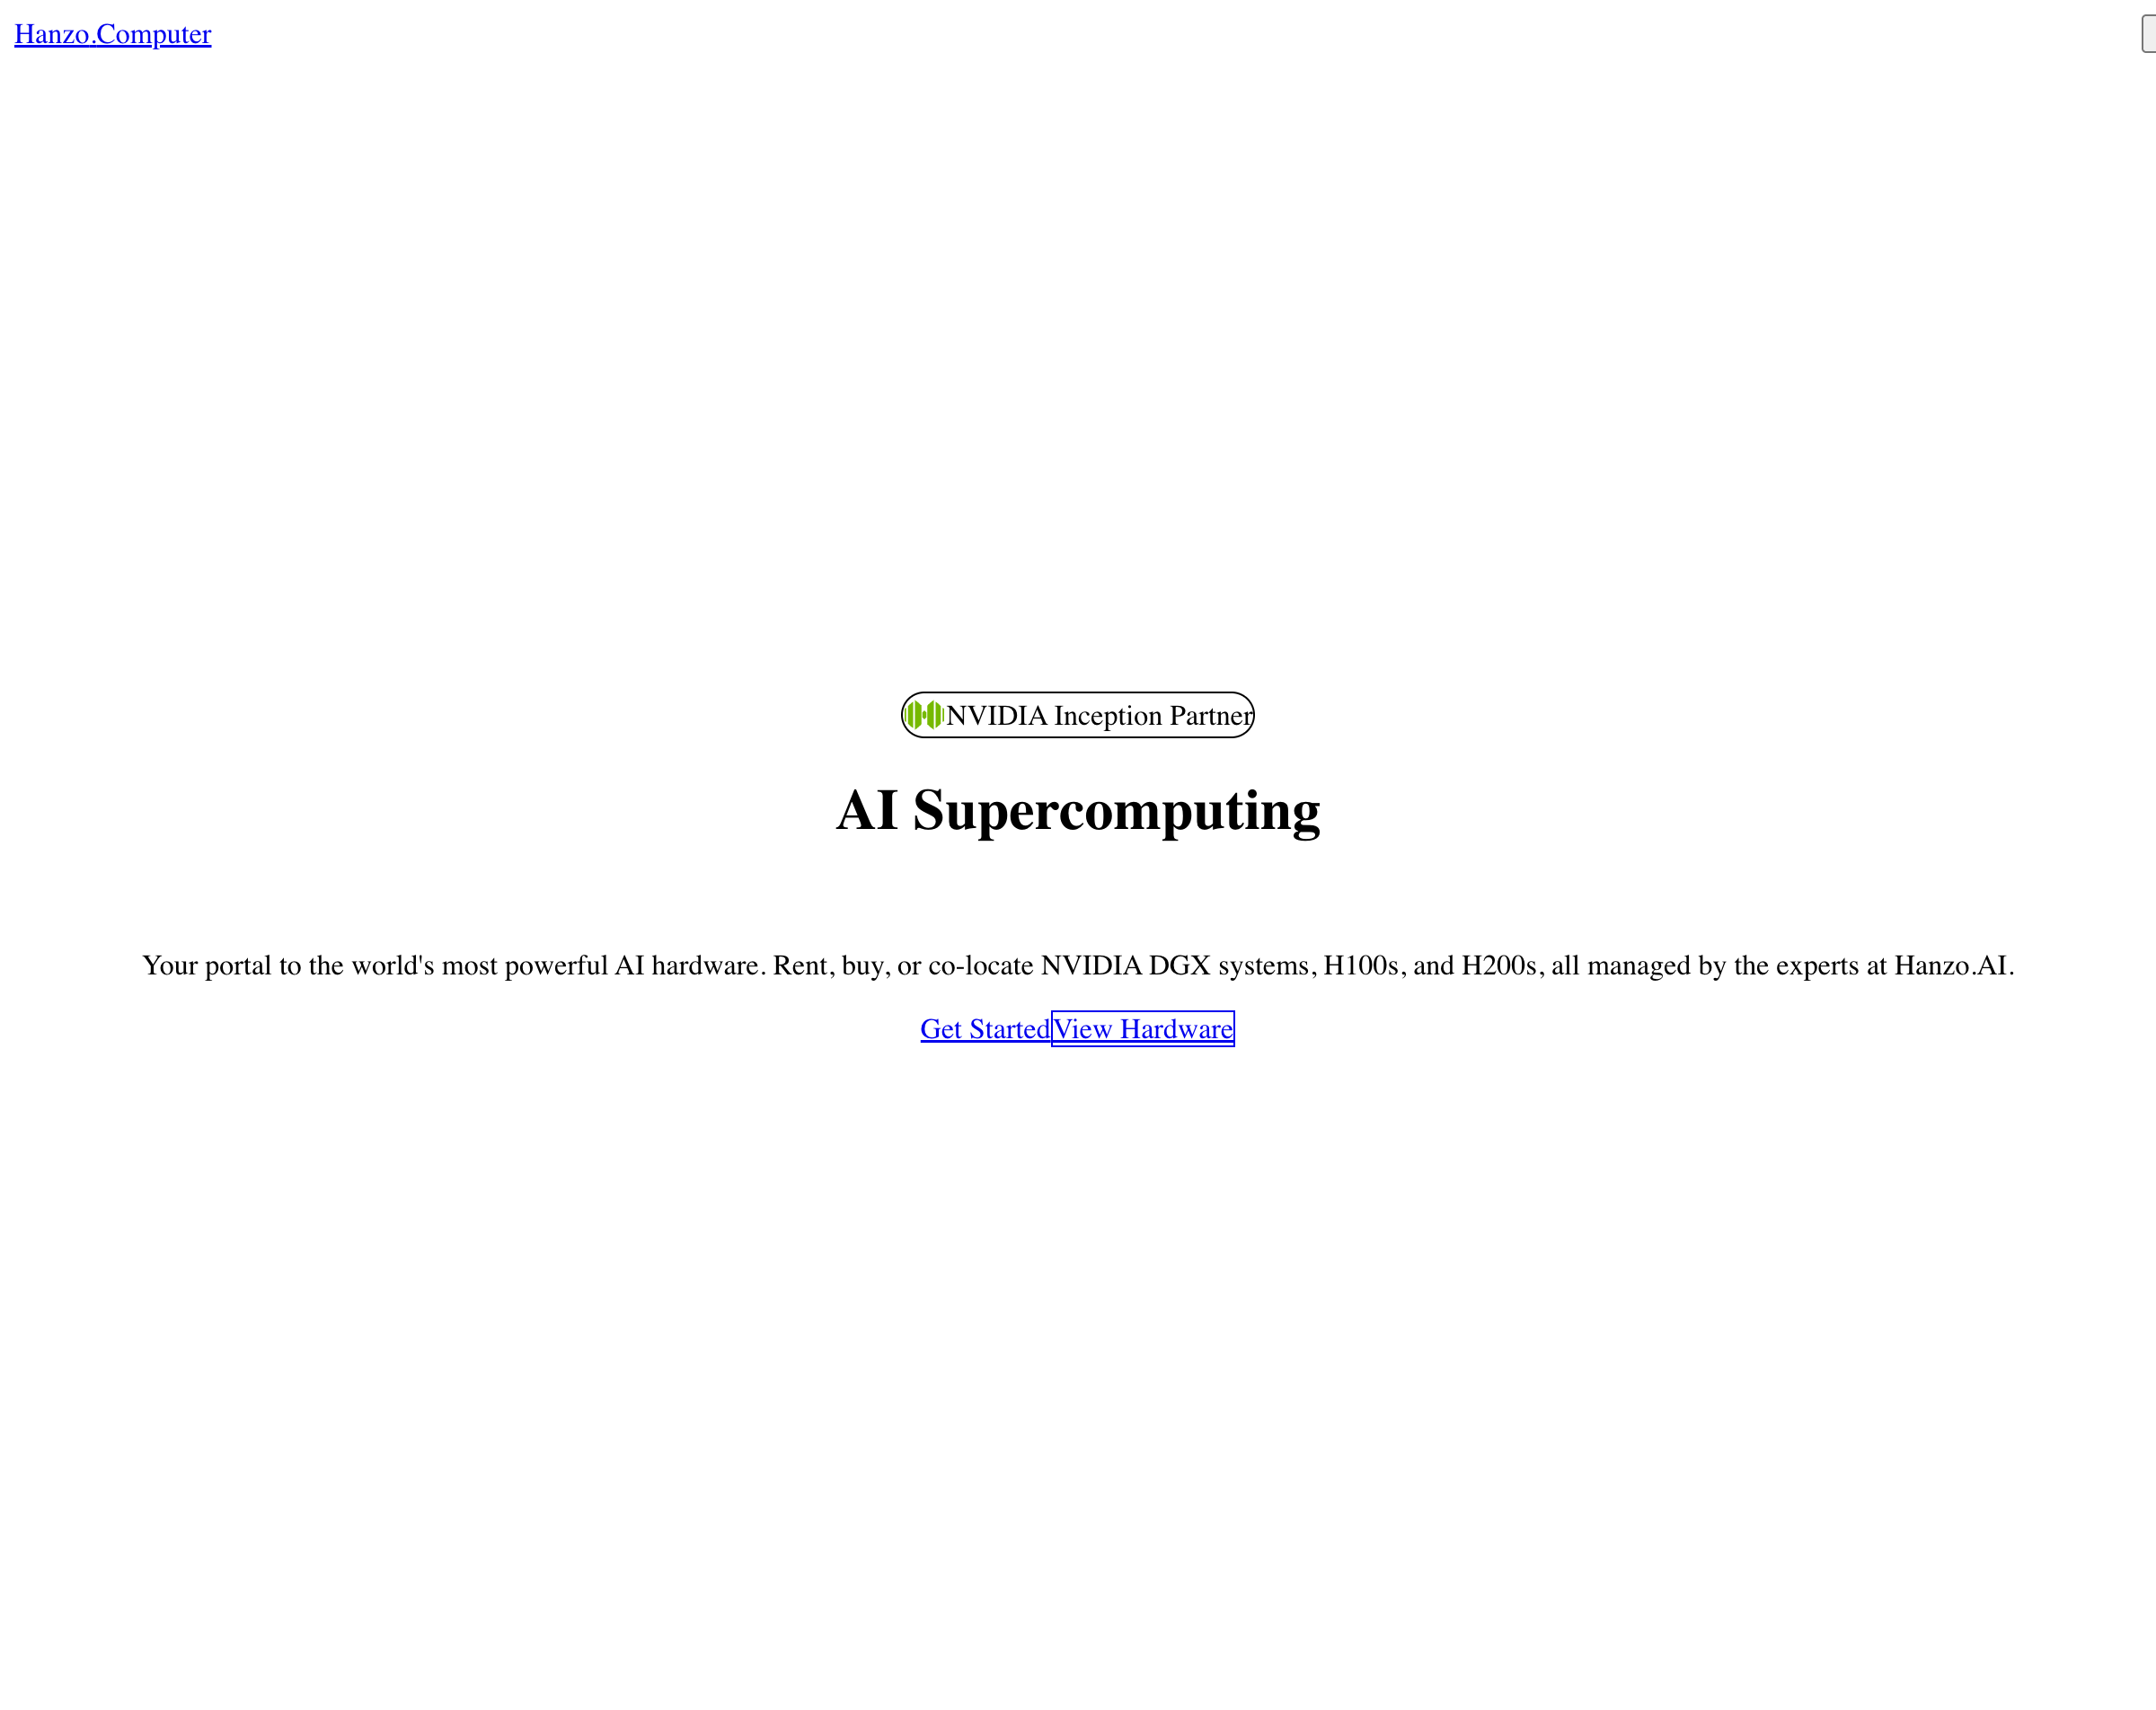 Hanzo.Computer
NVIDIA Inception Partner
AI Supercomputing
Your portal to the world's most powerful AI hardware. Rent, buy, or co-locate NVIDIA DGX systems, H100s, and H200s, all managed by the experts at Hanzo.AI.
Get Started View Hardware